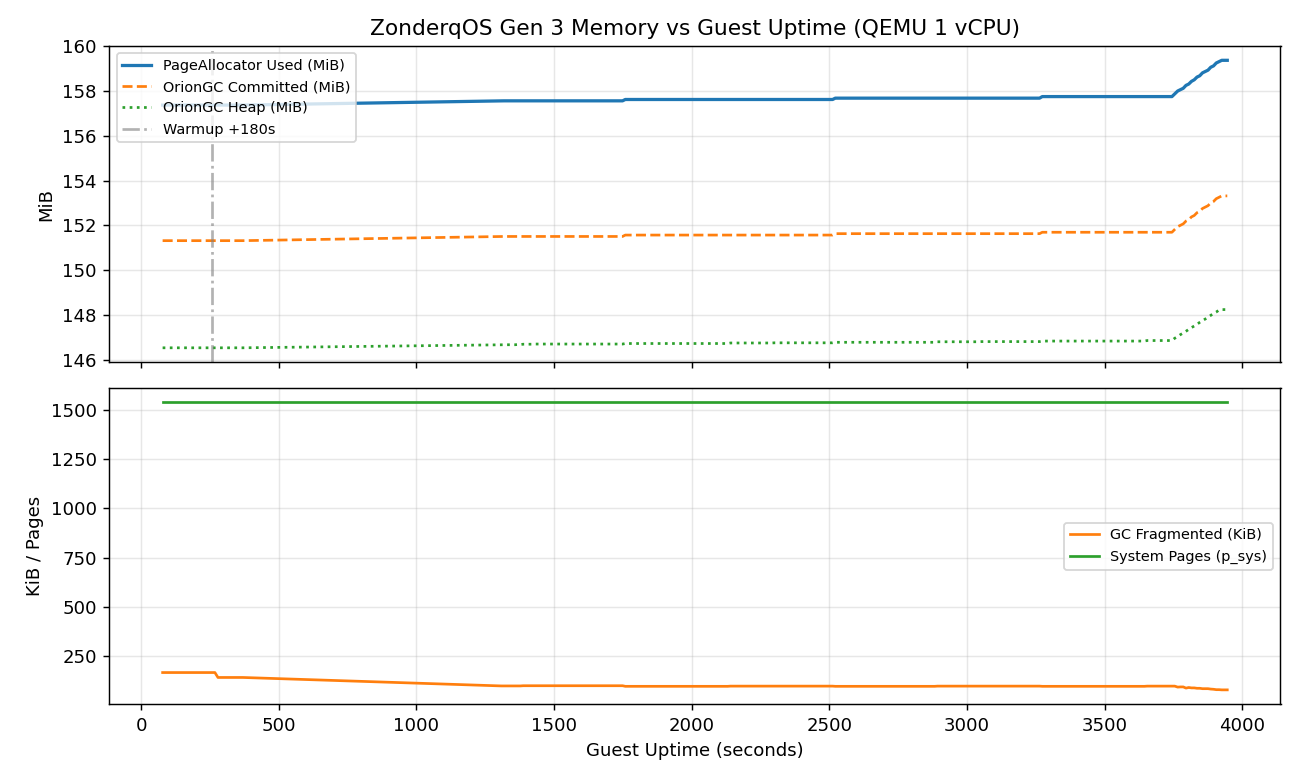 ZonderqOS Gen 3 Memory vs Guest Uptime (QEMU 1 vCPU)
160
158
156
154
152
150
148
146
MiB
PageAllocator Used (MiB)
OrionGC Committed (MiB)
OrionGC Heap (MiB)
Warmup +180s
1500
1250
1000
750
500
250
KiB / Pages
GC Fragmented (KiB)
System Pages (p_sys)
0
500
1000
1500
2000
2500
3000
3500
4000
Guest Uptime (seconds)